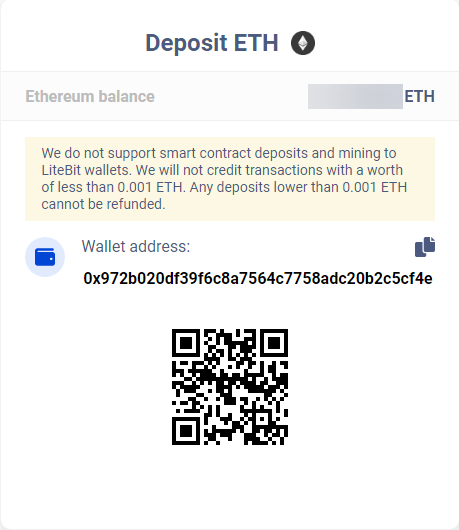 Deposit ETH
Ethereum balance ETH
We do not support smart contract deposits and mining to
LiteBit wallets. We will not credit transactions with a worth
of less than 0.001 ETH. Any deposits lower than 0.001 ETH
cannot be refunded.
Wallet address:
0x972b020df39f6c8a7564c7758adc20b2c5cf4e